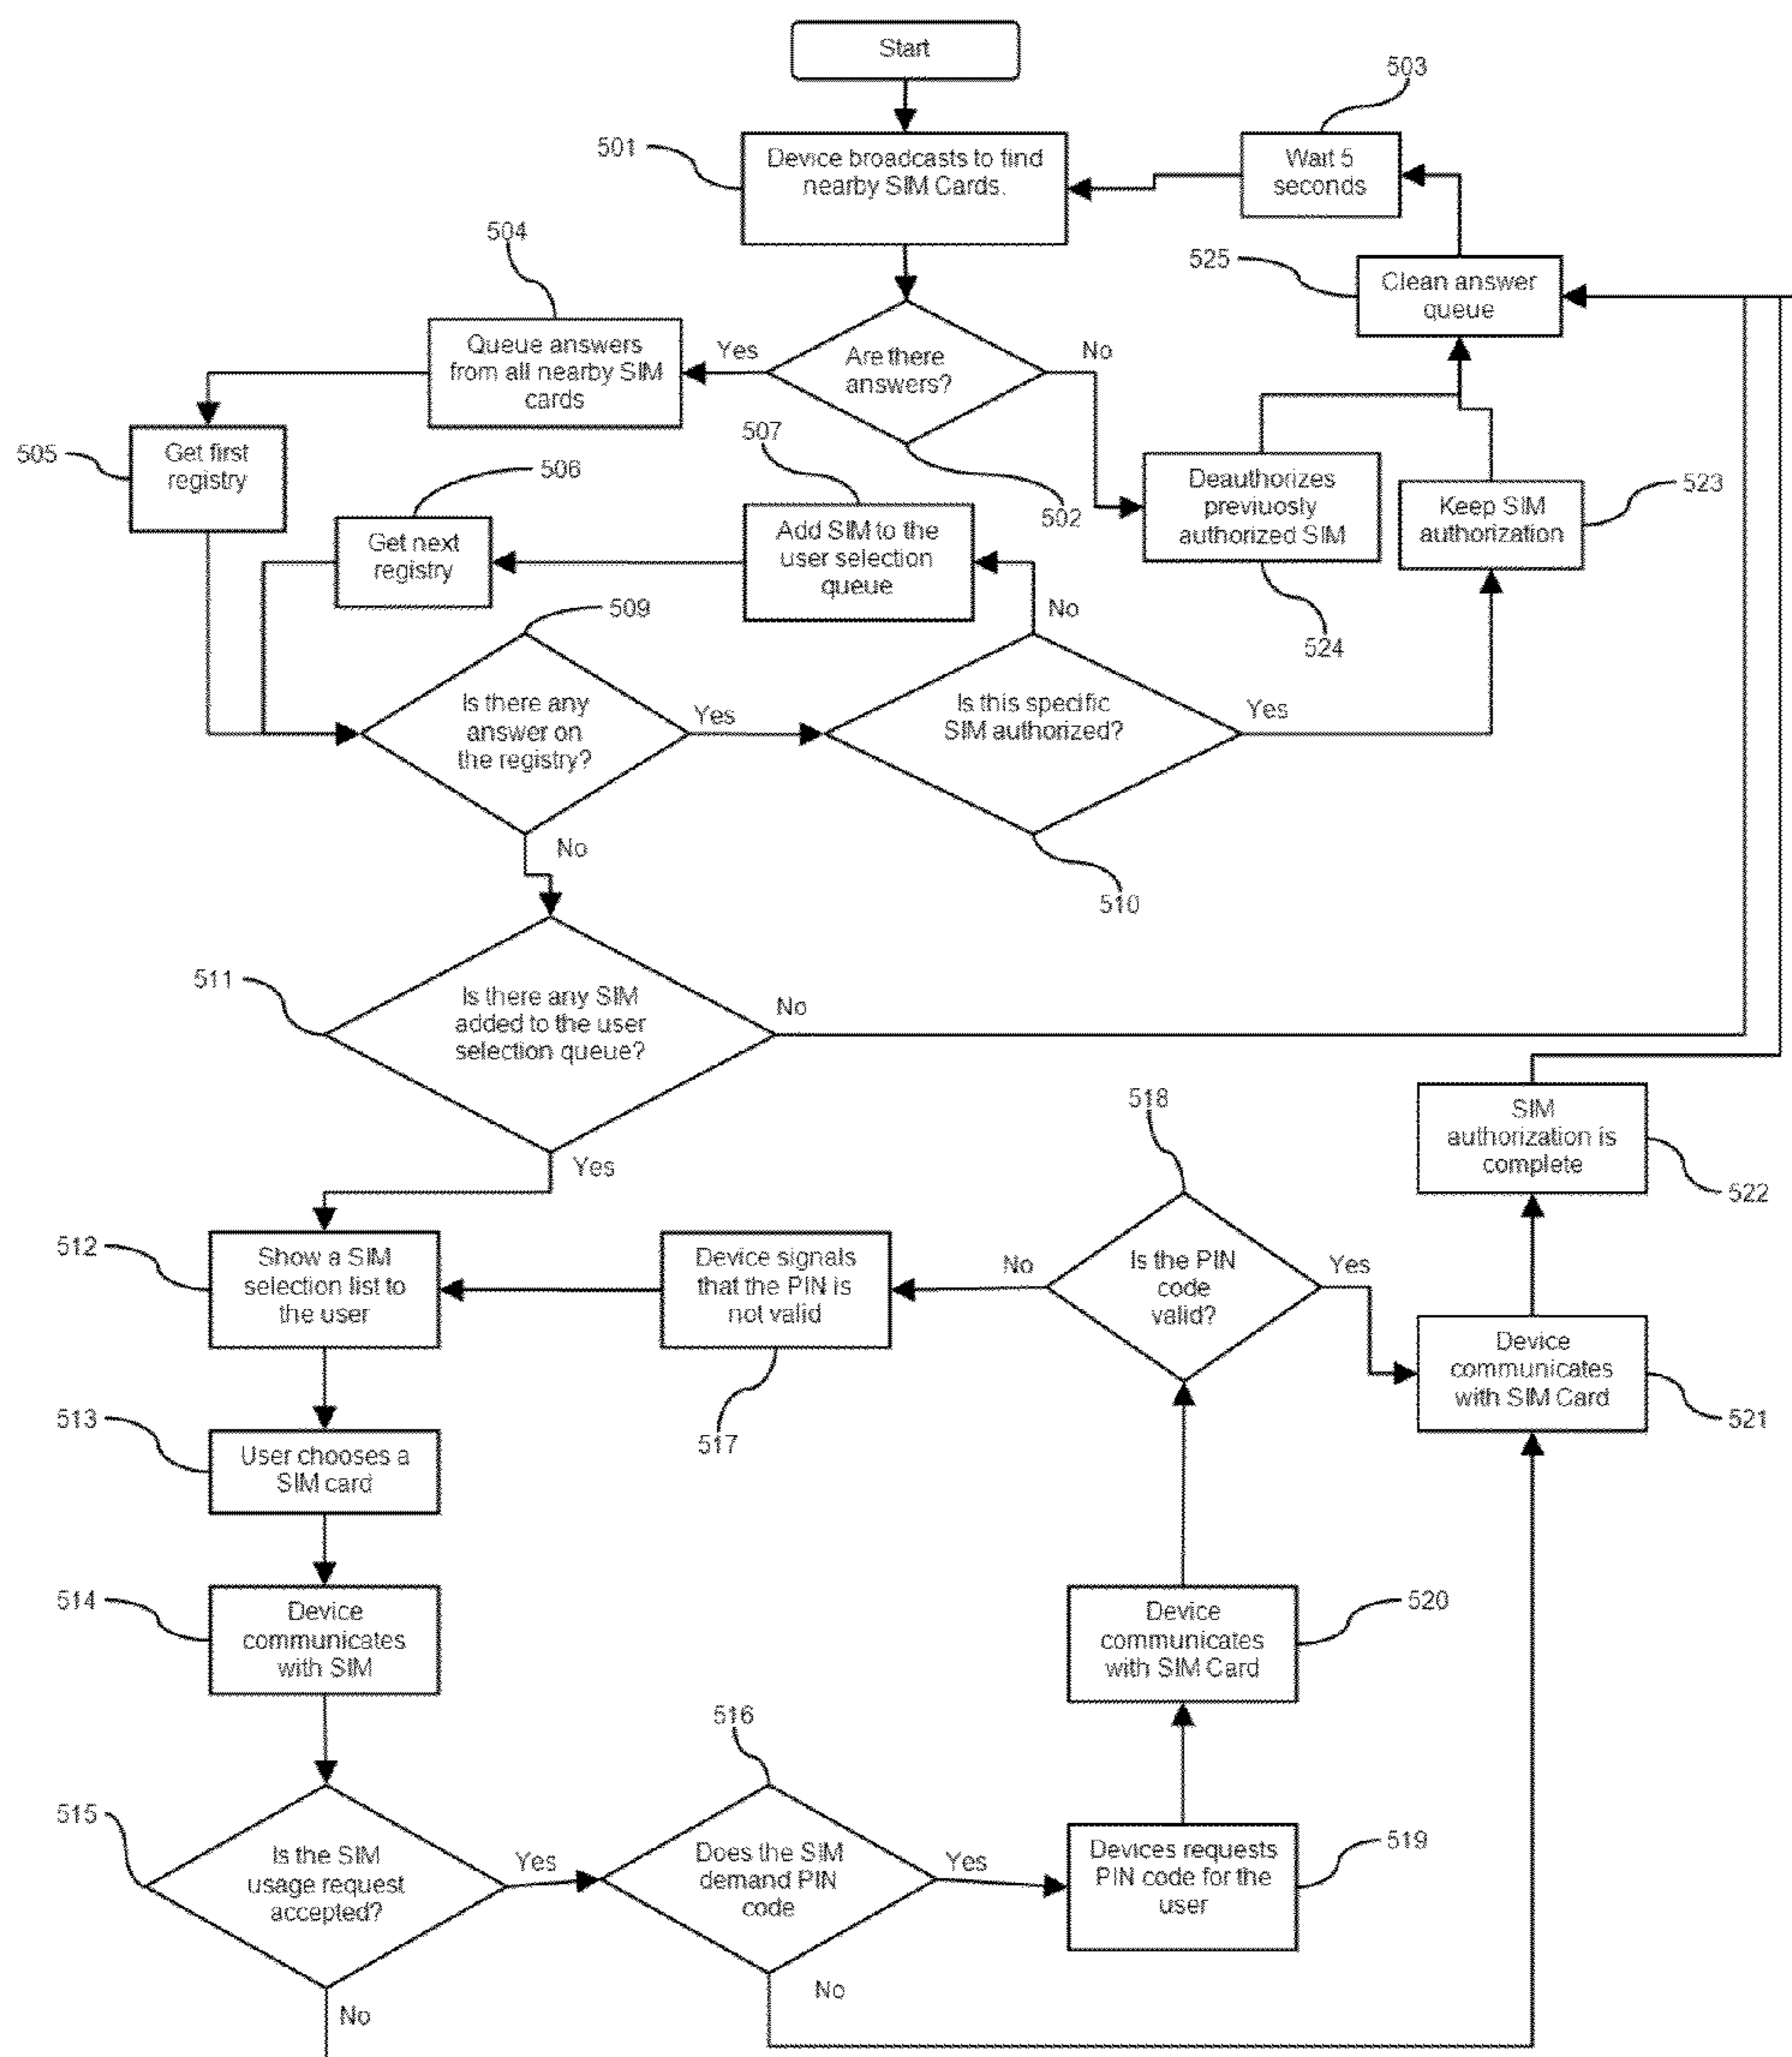 Start
503
501
Device broadcasts to find
nearby SIM Cards.
Wait 5
seconds
504
525
Clean answer
queue
Queue answers
from all nearby SIM
cards
Yes
Are there
answers?
No
507
505
Get first
registry
506
502
Deauthorizes
previuosly
authorized SIM
Keep SIM
authorization
523
Get next
registry
Add SIM to the
user selection
queue
509
No
524
Is there any
answer on
the registry?
Yes
Is this specific
SIM authorized?
Yes
No
510
511
Is there any SIM
added to the user
selection queue?
No
518
SIM
authorization is
complete
522
Yes
512
Show a SIM
selection list to
the user
Device signals
that the PIN is
not valid
No
Is the PIN
code
valid?
Yes
Device
communicates
with SIM Card
521
513
User chooses a
SIM card
517
514
Device
communicates
with SIM
Device
communicates
with SIM Card
520
516
515
Is the SIM
usage request
accepted?
Yes
Does the SIM
demand PIN
code
Yes
Devices requests
PIN code for the
user
519
No
No